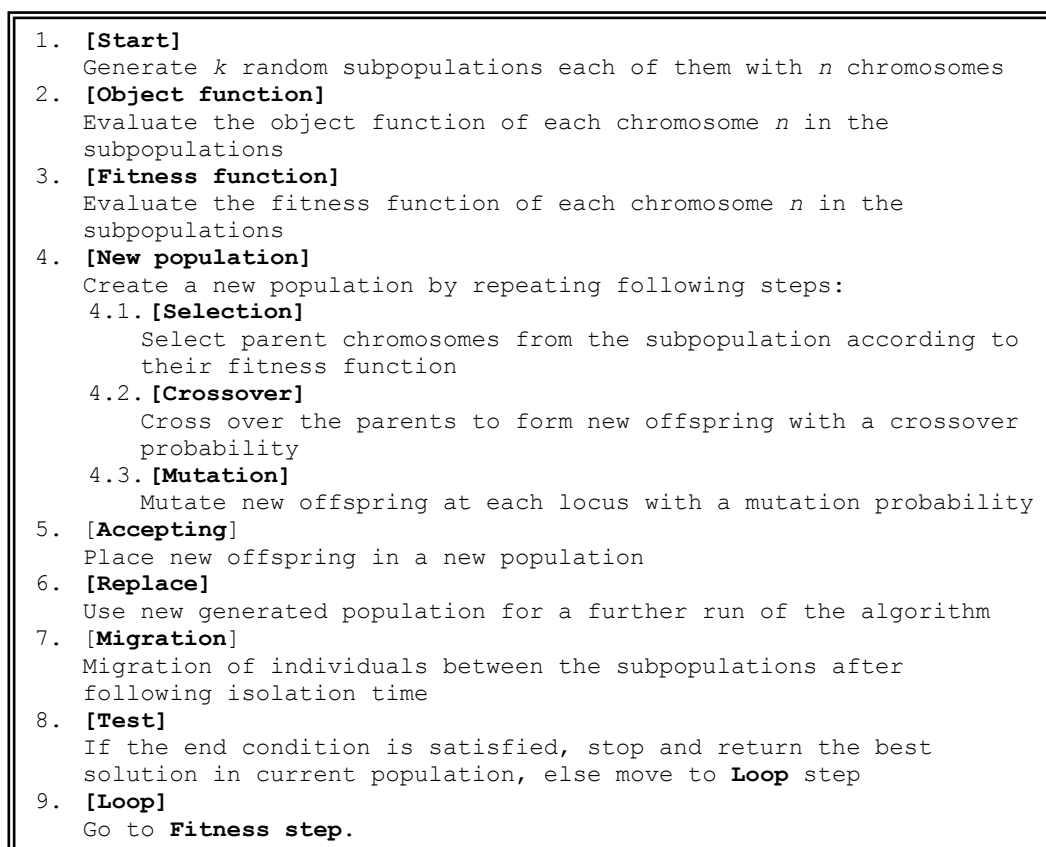 1. [Start]
Generate k random subpopulations each of them with n chromosomes
2. [Object function]
Evaluate the object function of each chromosome n in the
subpopulations
3. [Fitness function]
Evaluate the fitness function of each chromosome n in the
subpopulations
4. [New population]
Create a new population by repeating following steps:
4.1. [Selection]
Select parent chromosomes from the subpopulation according to
their fitness function
4.2. [Crossover]
Cross over the parents to form new offspring with a crossover
probability
4.3. [Mutation]
Mutate new offspring at each locus with a mutation probability
5. [Accepting]
Place new offspring in a new population
6. [Replace]
Use new generated population for a further run of the algorithm
7. [Migration]
Migration of individuals between the subpopulations after
following isolation time
8. [Test]
If the end condition is satisfied, stop and return the best
solution in current population, else move to Loop step
9. [Loop]
Go to Fitness step.